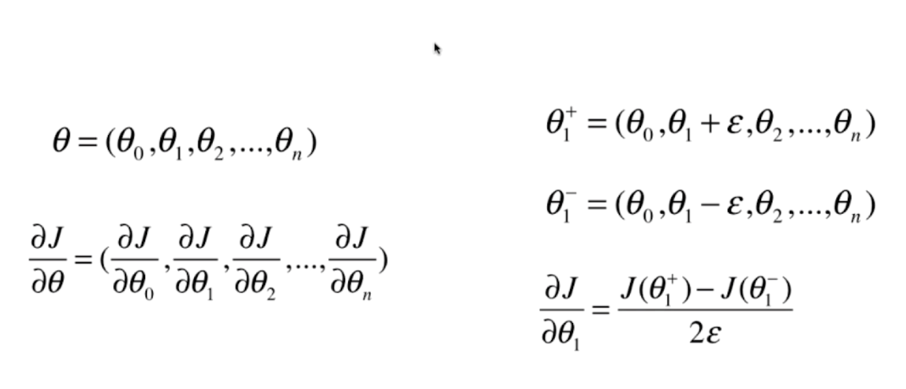 θ = (θ₀,θ₁,θ₂,...,θₙ)
∂J/∂θ = (∂J/∂θ₀,∂J/∂θ₁,∂J/∂θ₂,...,∂J/∂θₙ)
θ₁⁺ = (θ₀,θ₁ + ε,θ₂,...,θₙ)
θ₁⁻ = (θ₀,θ₁ − ε,θ₂,...,θₙ)
∂J/∂θ₁ = (J(θ₁⁺) − J(θ₁⁻))/2ε